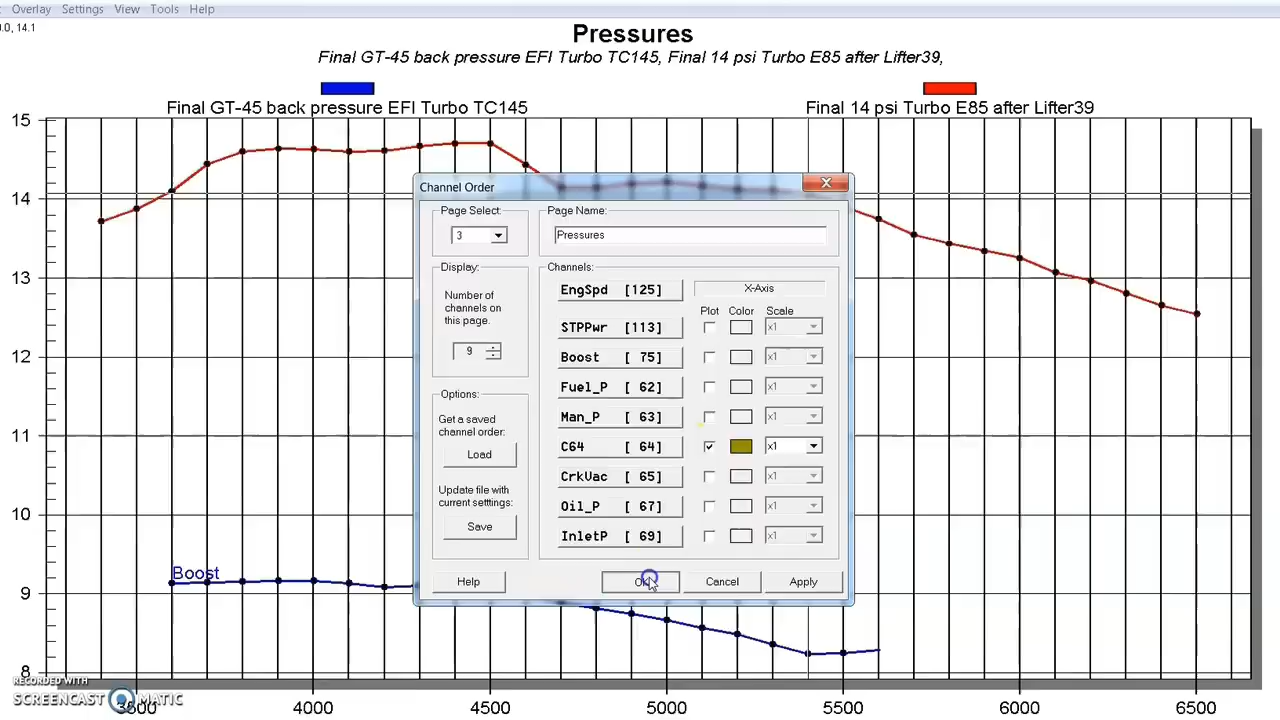 Overlay Settings View Tools Help
0.0, 14.1
Pressures
Final GT-45 back pressure EFI Turbo TC145, Final 14 psi Turbo E85 after Lifter39,
Final GT-45 back pressure EFI Turbo TC145
Final 14 psi Turbo E85 after Lifter39
15
14
13
12
11
10
9
8
Boost
Channel Order
Page Select:
3
Page Name:
Pressures
Display:
Number of
channels on
this page.
9
Options:
Get a saved
channel order:
Load
Update file with
current setttings:
Save
Channels:
EngSpd [125]
X-Axis
Plot Color Scale
STPPwr [113] x1
Boost [ 75] x1
Fuel_P [ 62] x1
Man_P [ 63] x1
C64 [ 64] x1
CrkVac [ 65] x1
Oil_P [ 67] x1
InletP [ 69] x1
Help
Cancel
Apply
3500 4000 4500 5000 5500 6000 6500
RECORDED WITH
SCREENCAST MATIC